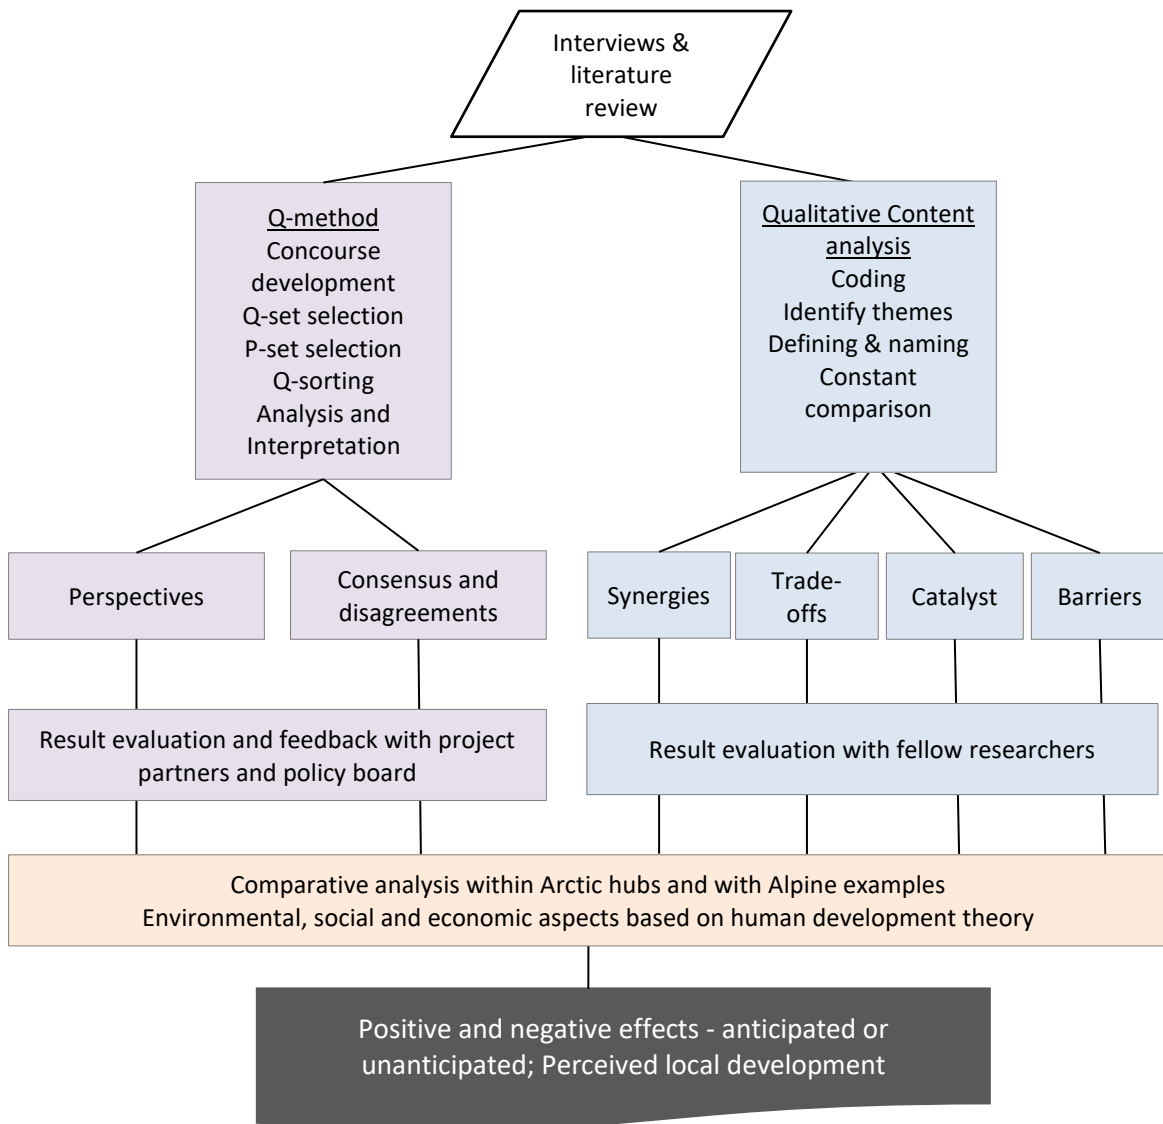 Interviews &
literature
review
Q-method
Concourse
development
Q-set selection
P-set selection
Q-sorting
Analysis and
Interpretation
Qualitative Content
analysis
Coding
Identify themes
Defining & naming
Constant
comparison
Perspectives
Consensus and
disagreements
Synergies
Trade-
offs
Catalyst
Barriers
Result evaluation and feedback with project
partners and policy board
Result evaluation with fellow researchers
Comparative analysis within Arctic hubs and with Alpine examples
Environmental, social and economic aspects based on human development theory
Positive and negative effects - anticipated or
unanticipated; Perceived local development